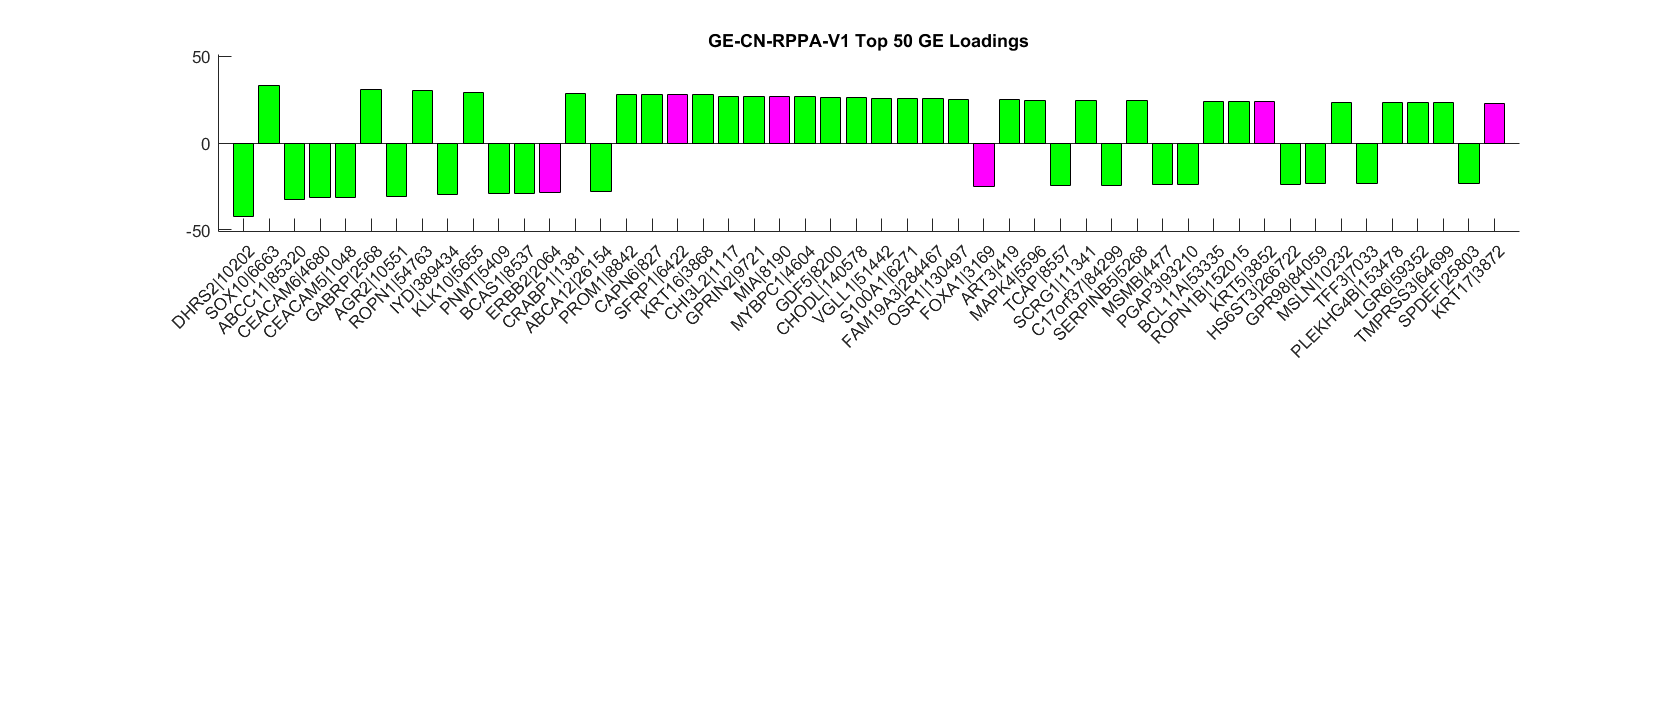 GE-CN-RPPA-V1 Top 50 GE Loadings
50
0
-50
DHRS2|10202
SOX10|6663
ABCC11|85320
CEACAM6|4680
CEACAM5|1048
GABRP|2568
AGR2|10551
ROPN1|54763
IYD|389434
KLK10|5655
PNMT|5409
BCAS1|8537
ERBB2|2064
CRABP1|1381
ABCA12|26154
PROM1|8842
CAPN6|827
SFRP1|6422
KRT16|3868
CHI3L2|1117
GPRIN2|9721
MIA|8190
MYBPC1|4604
GDF5|8200
CHODL|140578
VGLL1|51442
S100A1|6271
FAM19A3|284467
OSR1|130497
FOXA1|3169
ART3|419
MAPK4|5596
TCAP|8557
SCRG1|11341
C17orf37|84299
SERPINB5|5268
MSMB|4477
PGAP3|93210
BCL11A|53335
ROPN1B|152015
KRT5|3852
HS6ST3|266722
GPR98|84059
MSLN|10232
TFF3|7033
PLEKHG4B|153478
LGR6|59352
TMPRSS3|64699
SPDEF|25803
KRT17|3872